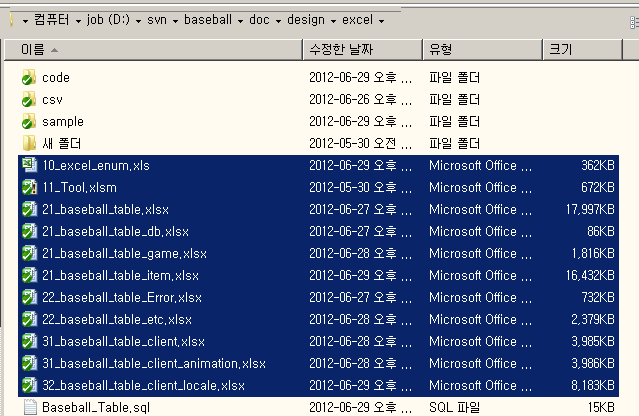 컴퓨터 ▾ job (D:) ▾ svn ▾ baseball ▾ doc ▾ design ▾ excel ▾
이름 수정한 날짜 유형 크기
code 2012-06-29 오후 ... 파일 폴더
csv 2012-06-26 오후 ... 파일 폴더
sample 2012-06-29 오후 ... 파일 폴더
새 폴더 2012-05-30 오전 ... 파일 폴더
10_excel_enum.xls 2012-06-29 오후 ... Microsoft Office ... 362KB
11_Tool.xlsm 2012-05-30 오후 ... Microsoft Office ... 672KB
21_baseball_table.xlsx 2012-06-27 오후 ... Microsoft Office ... 17,997KB
21_baseball_table_db.xlsx 2012-06-27 오후 ... Microsoft Office ... 86KB
21_baseball_table_game.xlsx 2012-06-28 오후 ... Microsoft Office ... 1,816KB
21_baseball_table_item.xlsx 2012-06-29 오후 ... Microsoft Office ... 16,432KB
22_baseball_table_Error.xlsx 2012-06-27 오후 ... Microsoft Office ... 732KB
22_baseball_table_etc.xlsx 2012-06-28 오후 ... Microsoft Office ... 2,379KB
31_baseball_table_client.xlsx 2012-06-28 오후 ... Microsoft Office ... 3,985KB
31_baseball_table_client_animation.xlsx 2012-06-28 오후 ... Microsoft Office ... 3,986KB
32_baseball_table_client_locale.xlsx 2012-06-29 오후 ... Microsoft Office ... 8,183KB
Baseball_Table.sql 2012-06-29 오후 ... SQL 파일 15KB